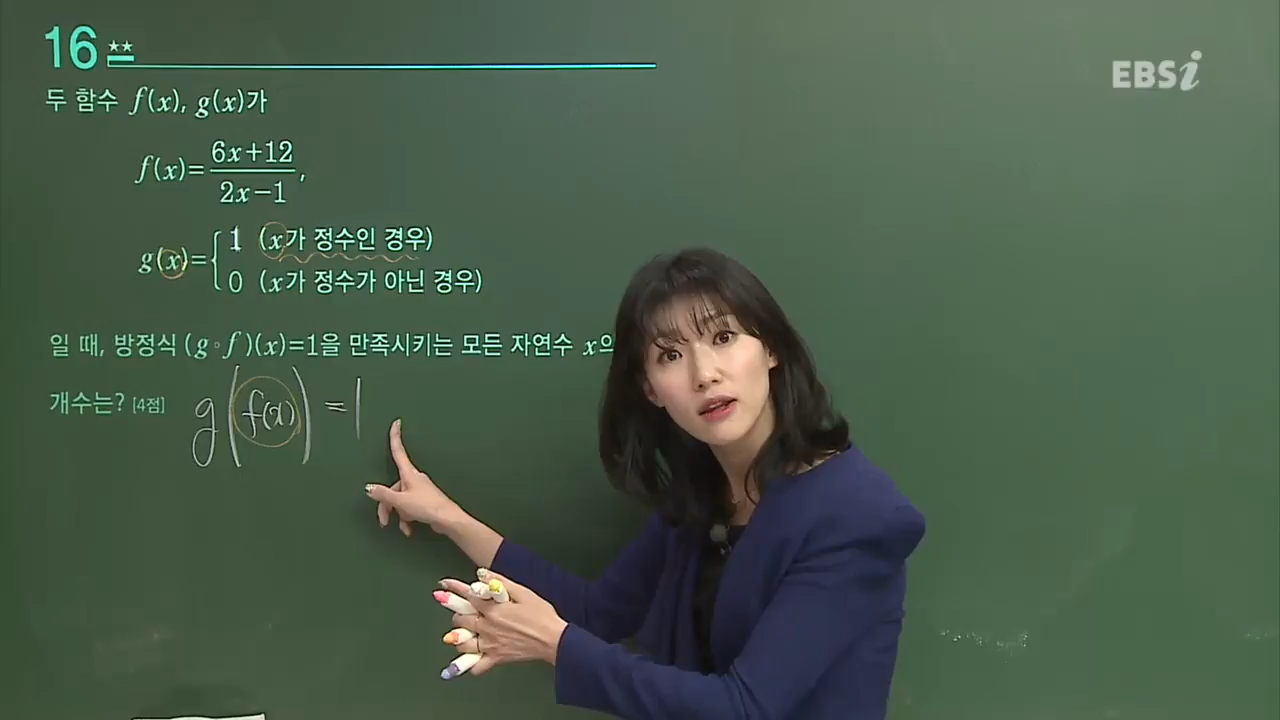 16 ★★
EBSi
두 함수 f(x), g(x)가
f(x)=\frac{6x+12}{2x-1},
g(x)={1 (x가 정수인 경우)
0 (x가 정수가 아닌 경우)
일 때, 방정식 (g∘f)(x)=1을 만족시키는 모든 자연수 x의
개수는? [4점]
g(f(x))=1